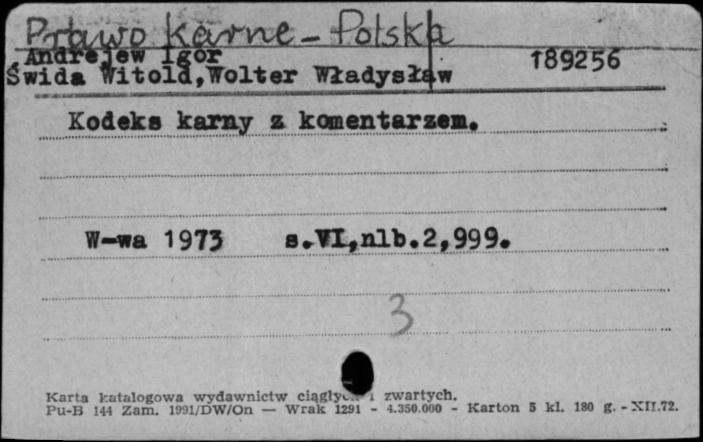 Prawo karne - Polska
Andrejew Igor
Świda Witold, Wolter Władysław 189256
Kodeks karny z komentarzem.
W-wa 1973 s.VI,nlb.2,999.
3
Karta katalogowa wydawnictw i zwartych.
Pu-B 144 Zam. 1991/DW/On — Wrak 1291 - 4.350.000 - Karton 5 kl. 180 g. - XII.72.